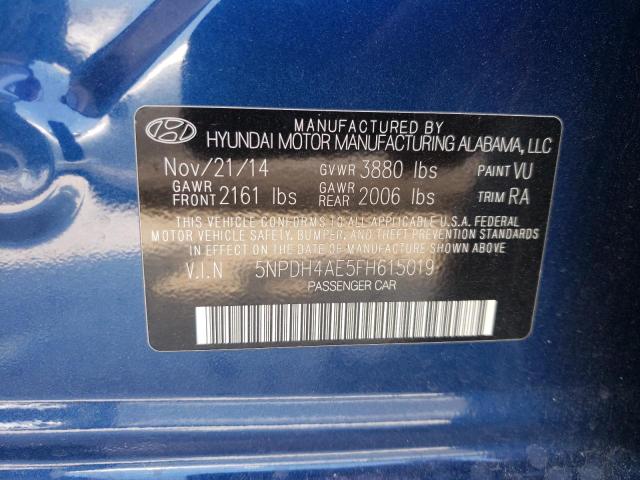 MANUFACTURED BY
HYUNDAI MOTOR MANUFACTURING ALABAMA, LLC
Nov/21/14 GVWR 3880 lbs PAINT VU
GAWR FRONT 2161 lbs GAWR REAR 2006 lbs TRIM RA
THIS VEHICLE CONFORMS TO ALL APPLICABLE U.S.A. FEDERAL
MOTOR VEHICLE SAFETY, BUMPER, AND THEFT PREVENTION
STANDARDS IN EFFECT ON THE DATE OF MANUFACTURE SHOWN ABOVE.
V.I.N 5NPDH4AE5FH615019
PASSENGER CAR